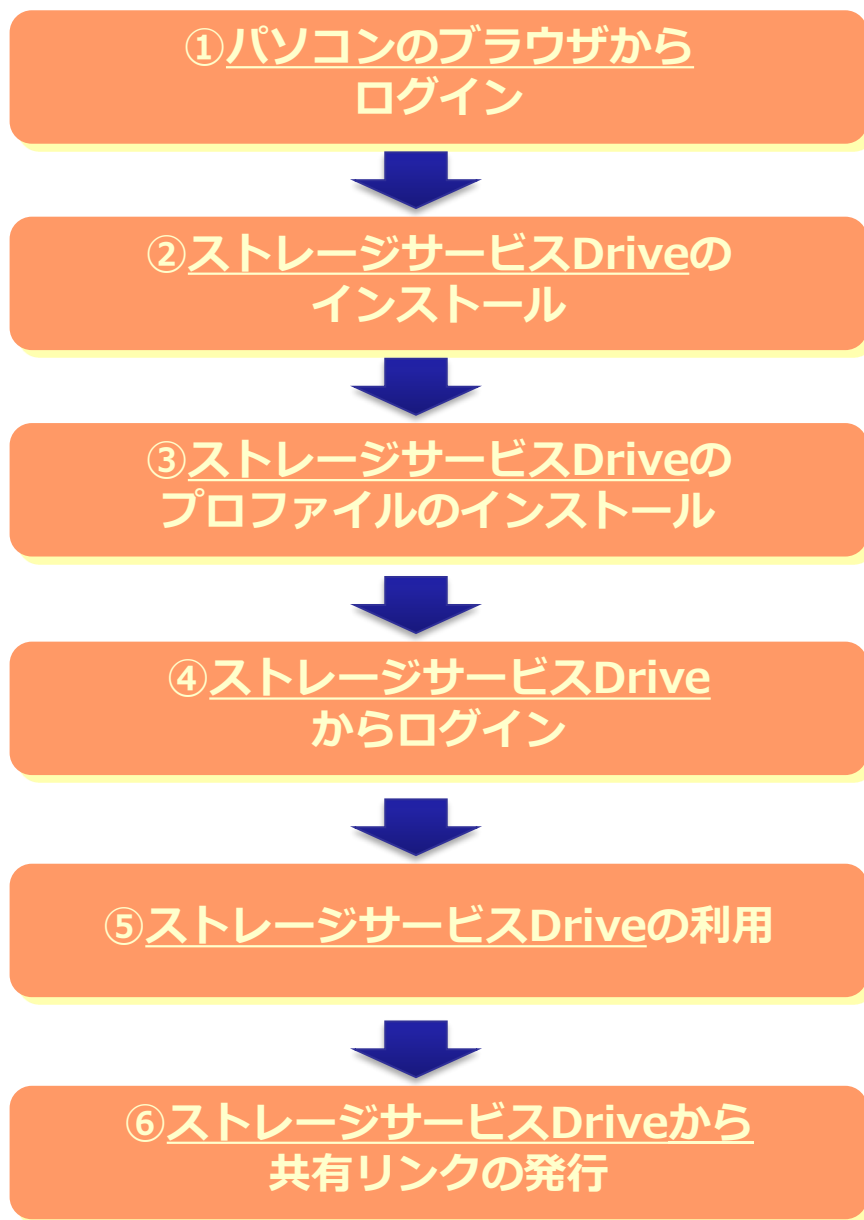 ①パソコンのブラウザから
ログイン
②ストレージサービスDriveの
インストール
③ストレージサービスDriveの
プロファイルのインストール
④ストレージサービスDrive
からログイン
⑤ストレージサービスDriveの利用
⑥ストレージサービスDriveから
共有リンクの発行